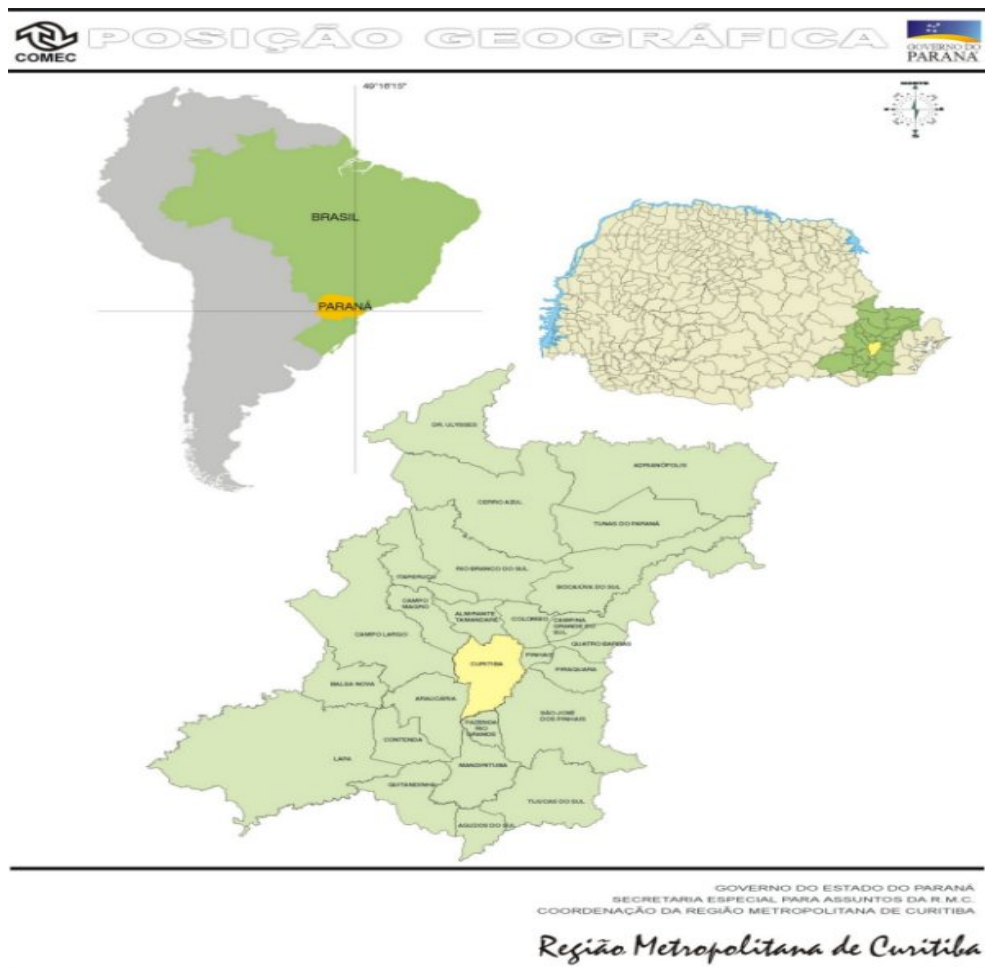 COMEC
POSIÇÃO GEOGRÁFICA
GOVERNO DO
PARANÁ
49°16'15"
NORTE
BRASIL
PARANÁ
DR. ULYSSES
ADRIANÓPOLIS
CERRO AZUL
TUNAS DO PARANÁ
RIO BRANCO DO SUL
ITAPERUÇU
BOCAIÚVA DO SUL
CAMPO
MAGRO
ALMIRANTE
TAMANDARÉ
COLOMBO
CAMPINA
GRANDE DO
SUL
CAMPO LARGO
QUATRO BARRAS
PINHAIS
CURITIBA
PIRAQUARA
BALSA NOVA
ARAUCÁRIA
SÃO JOSÉ
DOS PINHAIS
FAZENDA
RIO
GRANDE
CONTENDA
LAPA
MANDIRITUBA
QUITANDINHA
TIJUCAS DO SUL
AGUDOS DO SUL
GOVERNO DO ESTADO DO PARANÁ
SECRETARIA ESPECIAL PARA ASSUNTOS DA R.M.C.
COORDENAÇÃO DA REGIÃO METROPOLITANA DE CURITIBA
Região Metropolitana de Curitiba